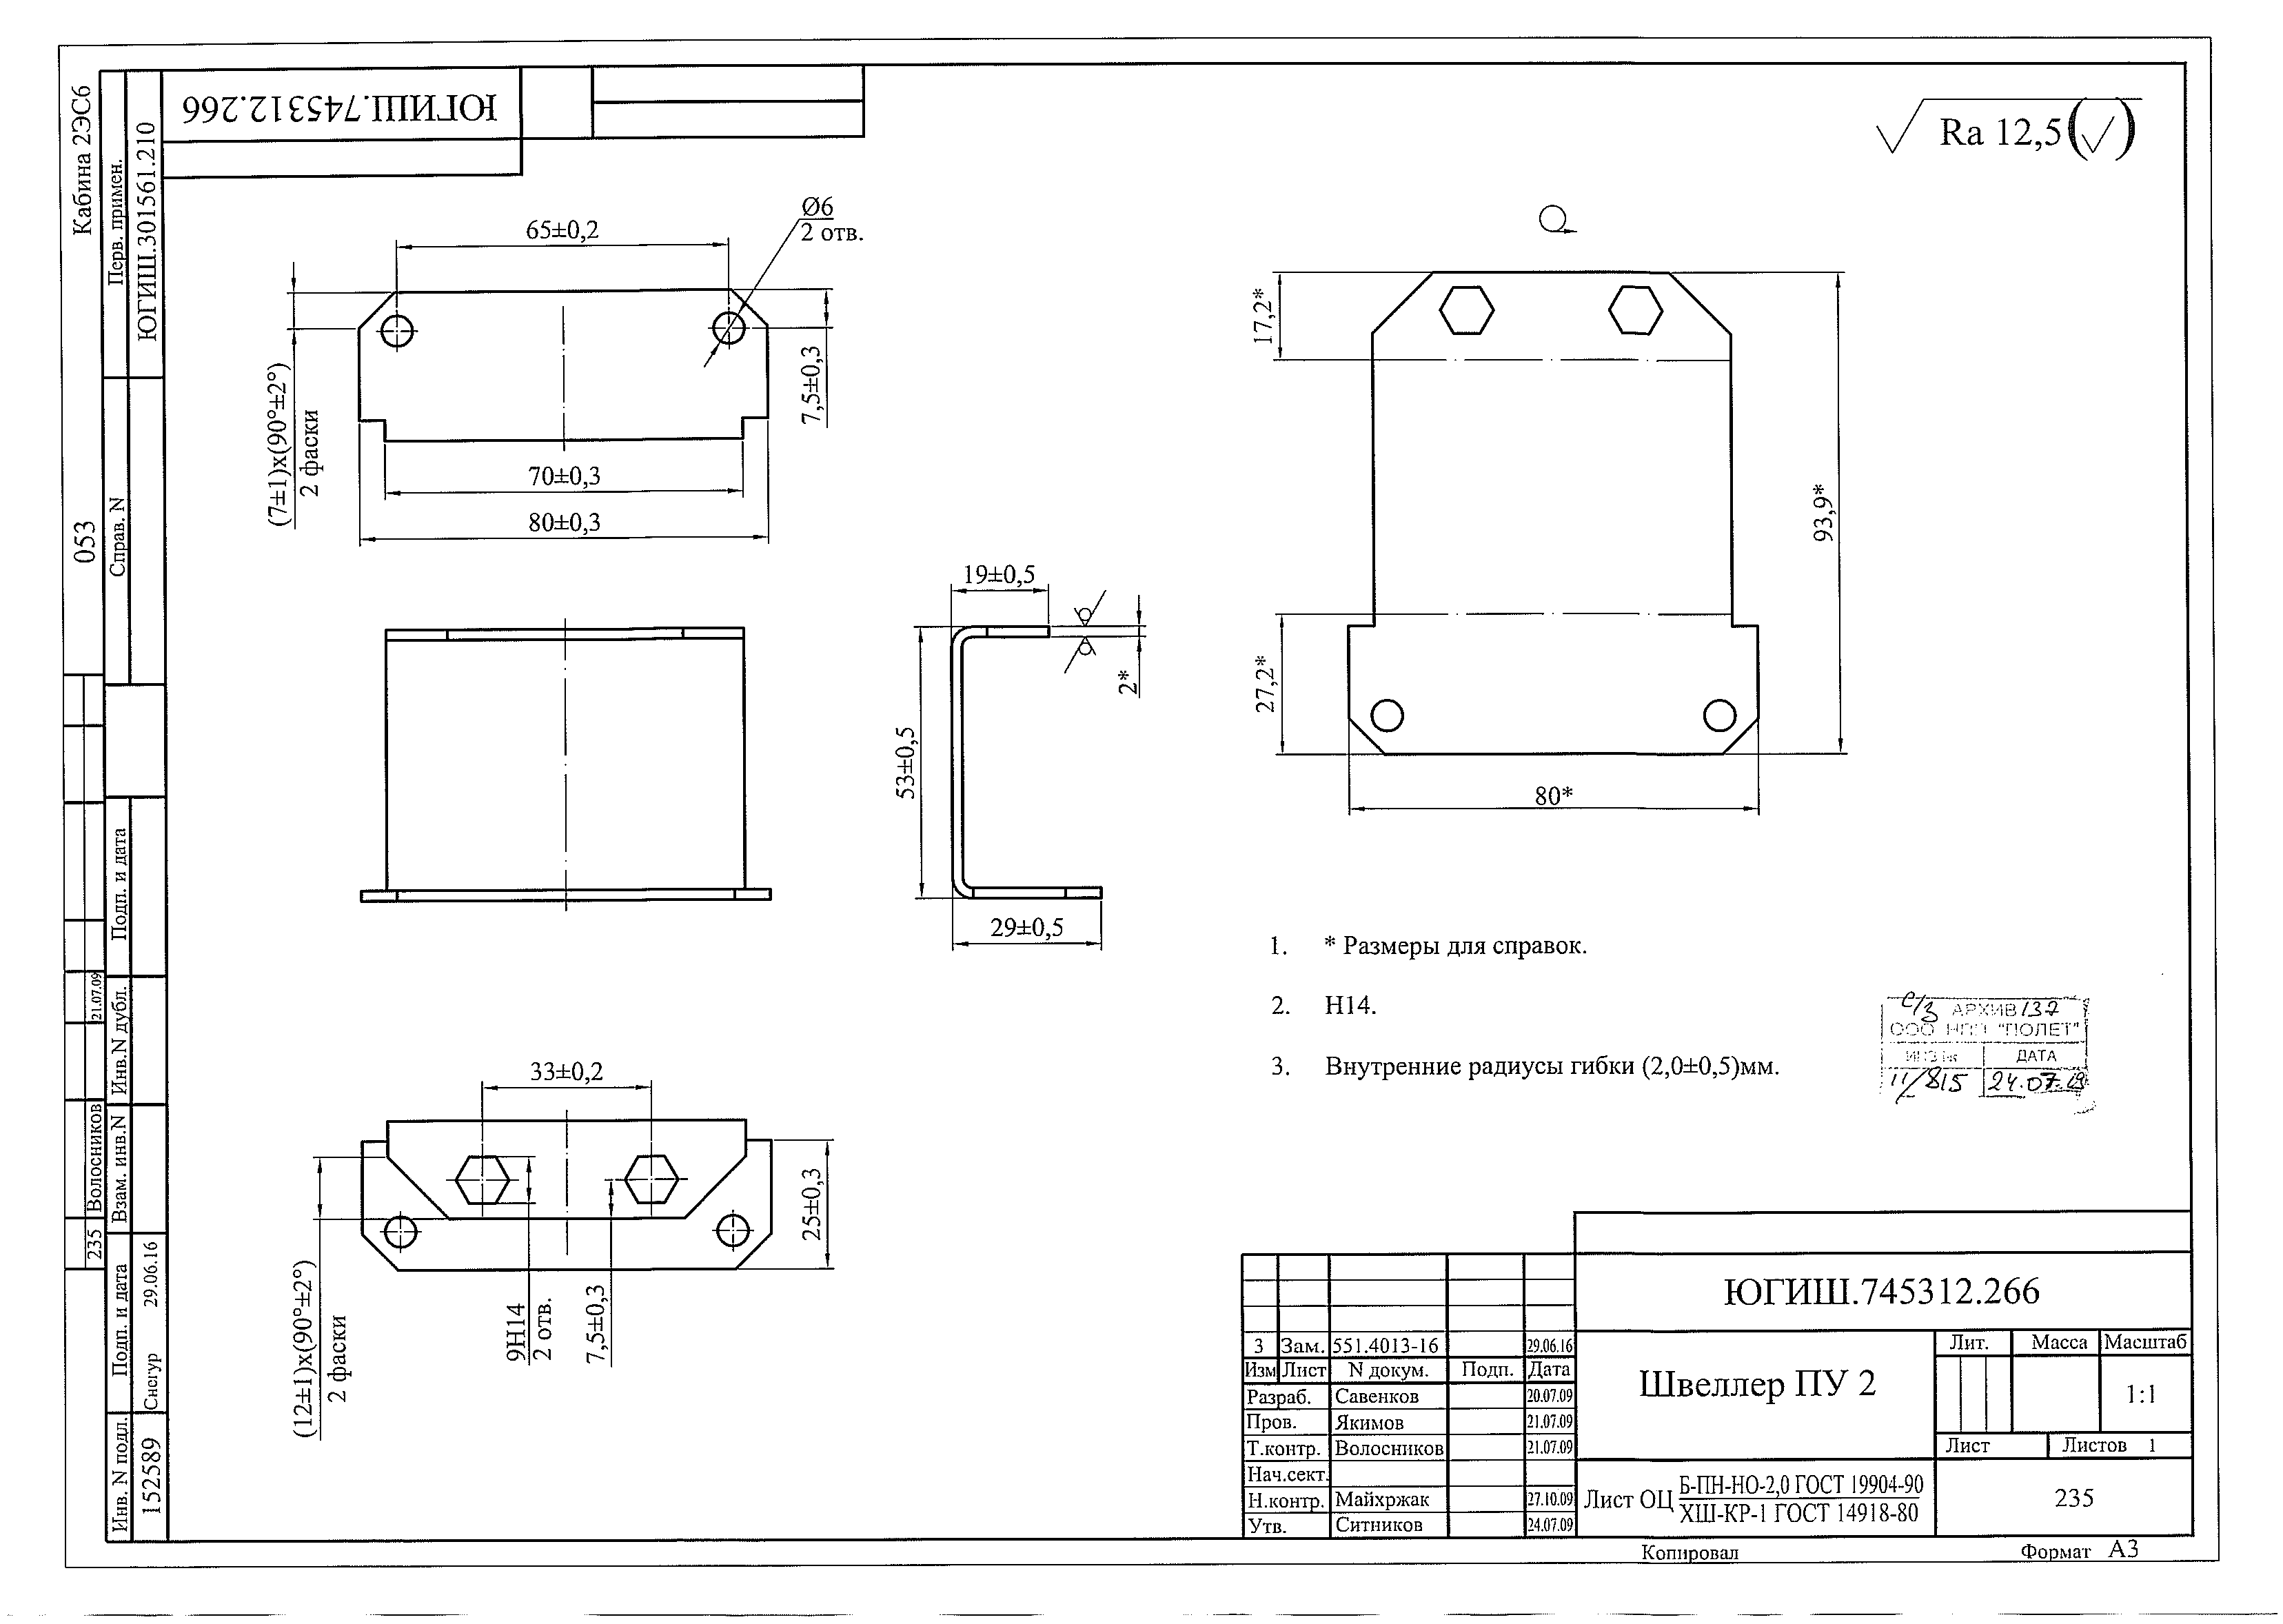 Кабина 2ЭС6
053
Перв. примен.
ЮГИШ.301561.210
Справ. N
ЮГИШ.745312.266
√ Ra 12,5(√)
65±0,2
Ø6
2 отв.
(7±1)x(90°±2°)
2 фаски
7,5±0,3
70±0,3
80±0,3
17,2*
93,9*
27,2*
80*
19±0,5
2*
53±0,5
29±0,5
33±0,2
25±0,3
(12±1)x(90°±2°)
2 фаски
9H14
2 отв.
7,5±0,3
1. * Размеры для справок.
2. H14.
3. Внутренние радиусы гибки (2,0±0,5)мм.
с/з АРХИВ 137
ООО НПП "ПОЛЕТ"
ИНВ № ДАТА
11/815 24.07.19
Подп. и дата
Инв.N дубл.
21.07.09
Взам. инв.N
Волосников
235
Подп. и дата
Снегур 29.06.16
Инв. N подл.
152589
ЮГИШ.745312.266
3 Зам. 551.4013-16 29.06.16
Изм Лист N докум. Подп. Дата
Разраб. Савенков 20.07.09
Пров. Якимов 21.07.09
Т.контр. Волосников 21.07.09
Нач.сект.
Н.контр. Майхржак 27.10.09
Утв. Ситников 24.07.09
Швеллер ПУ 2
Лит. Масса Масштаб
1:1
Лист Листов 1
Лист ОЦ Б-ПН-НО-2,0 ГОСТ 19904-90
ХШ-КР-1 ГОСТ 14918-80
235
Копировал Формат А3